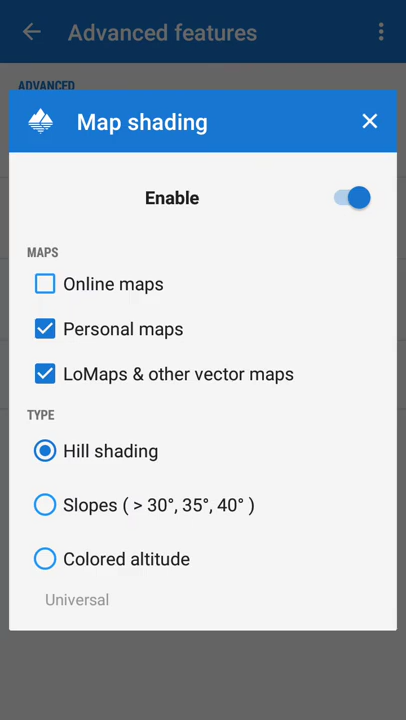 Advanced features
ADVANCED
Map shading
Enable
MAPS
Online maps
Personal maps
LoMaps & other vector maps
TYPE
Hill shading
Slopes ( > 30°, 35°, 40° )
Colored altitude
Universal